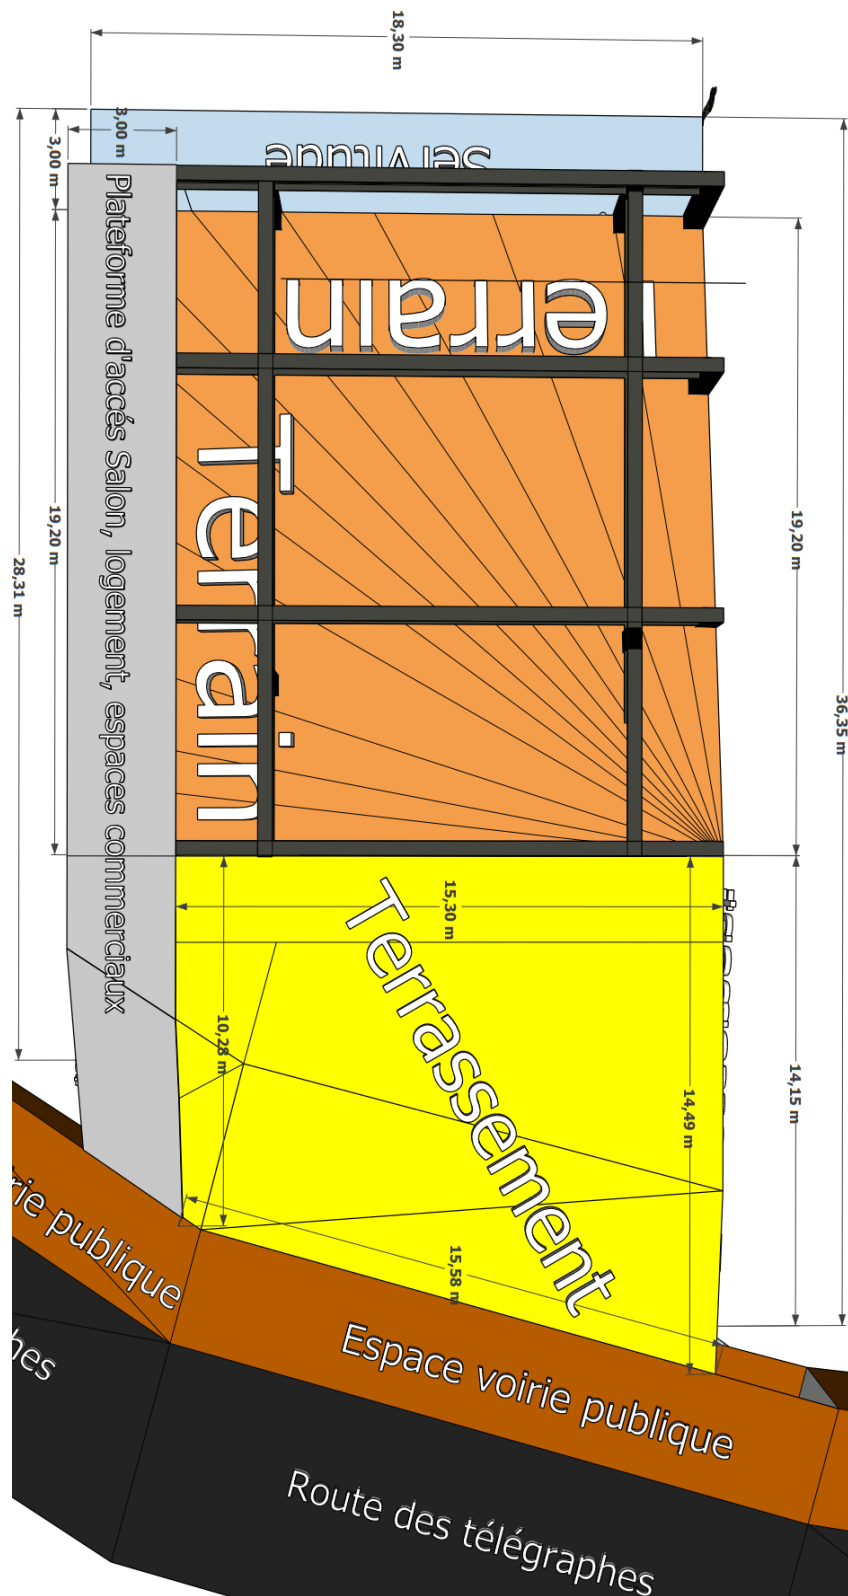 18,30 m
3,00 m
3,00 m
Servitude
Plateforme d'accés Salon, logement, espaces commerciaux
Terrain
Terrain
19,20 m
19,20 m
28,31 m
36,35 m
15,30 m
Terrassement
10,28 m
14,49 m
14,15 m
15,58 m
rie publique
Espace voirie publique
hes
Route des télégraphes